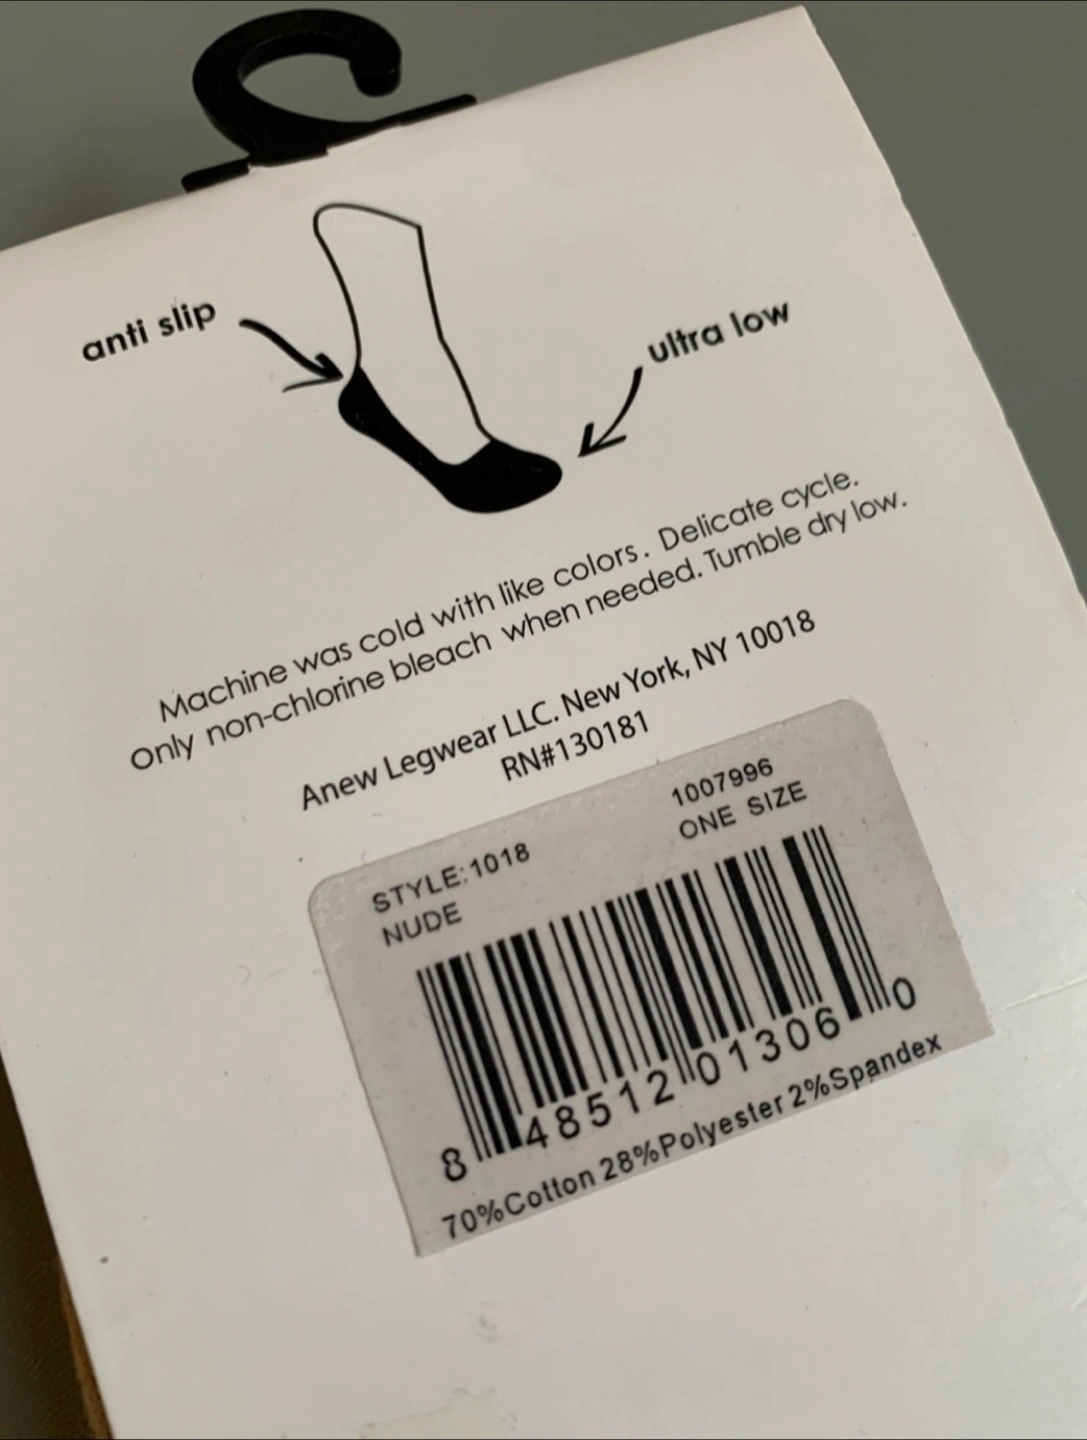 anti slip
ultra low
Machine was cold with like colors. Delicate cycle.
Only non-chlorine bleach when needed. Tumble dry low.
Anew Legwear LLC. New York, NY 10018
RN#130181
STYLE:1018
1007996
NUDE
ONE SIZE
8 48512 01306 0
70%Cotton 28%Polyester 2%Spandex